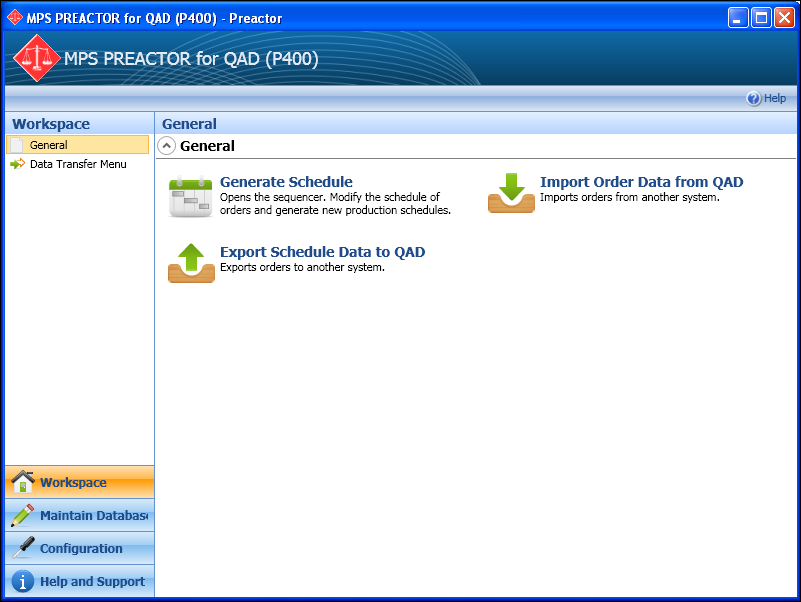 MPS PREACTOR for QAD (P400) - Preactor
MPS PREACTOR for QAD (P400)
Help
Workspace
General
Data Transfer Menu
General
General
Generate Schedule
Opens the sequencer. Modify the schedule of
orders and generate new production schedules.
Import Order Data from QAD
Imports orders from another system.
Export Schedule Data to QAD
Exports orders to another system.
Workspace
Maintain Databas
Configuration
Help and Support